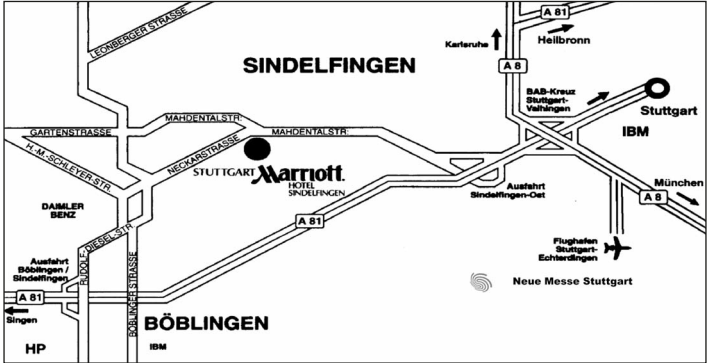 A 81
LEONBERGER STRASSE
Karlsruhe
Heilbronn
SINDELFINGEN
A 8
BAB-Kreuz
Stuttgart-
Vaihingen
Stuttgart
MAHDENTALSTR.
GARTENSTRASSE
MAHDENTALSTR.
IBM
H.-M.-SCHLEYER-STR.
NECKARSTRASSE
STUTTGART Marriott.
HOTEL
SINDELFINGEN
München
Ausfahrt
Sindelfingen-Ost
A 8
DAIMLER
BENZ
A 81
RUDOLF-DIESEL-STR.
Flughafen
Stuttgart-
Echterdingen
Ausfahrt
Böblingen /
Sindelfingen
BÖBLINGER STRASSE
Neue Messe Stuttgart
A 81
Singen
BÖBLINGEN
HP
IBM